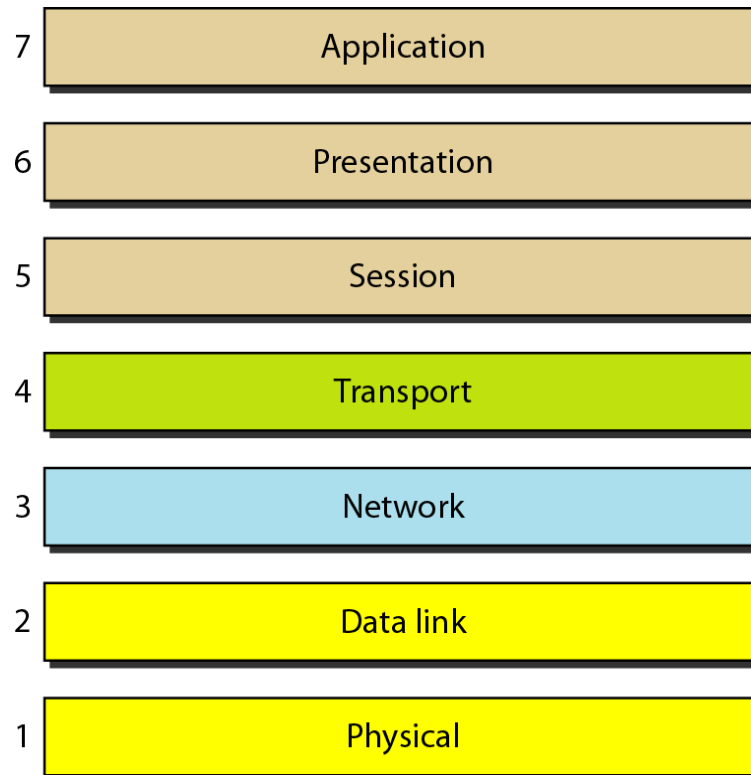 7 Application
6 Presentation
5 Session
4 Transport
3 Network
2 Data link
1 Physical